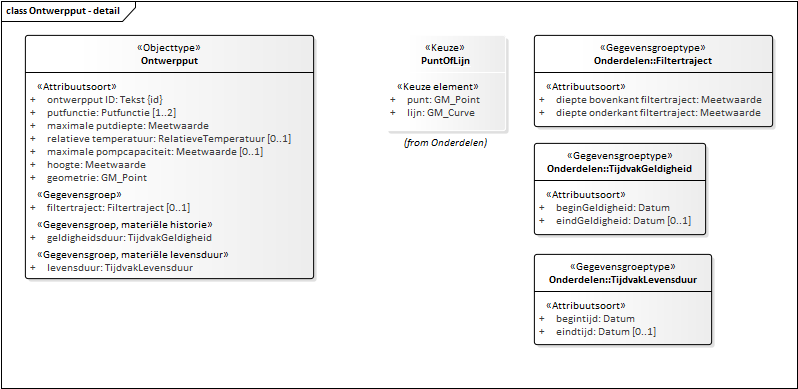 class Ontwerpput - detail
«Objecttype»
Ontwerpput
«Attribuutsoort»
+ ontwerpput ID: Tekst {id}
+ putfunctie: Putfunctie [1..2]
+ maximale putdiepte: Meetwaarde
+ relatieve temperatuur: RelatieveTemperatuur [0..1]
+ maximale pompcapaciteit: Meetwaarde [0..1]
+ hoogte: Meetwaarde
+ geometrie: GM_Point
«Gegevensgroep»
+ filtertraject: Filtertraject [0..1]
«Gegevensgroep, materiële historie»
+ geldigheidsduur: TijdvakGeldigheid
«Gegevensgroep, materiële levensduur»
+ levensduur: TijdvakLevensduur
«Keuze»
PuntOfLijn
«Keuze element»
+ punt: GM_Point
+ lijn: GM_Curve
(from Onderdelen)
«Gegevensgroeptype»
Onderdelen::Filtertraject
«Attribuutsoort»
+ diepte bovenkant filtertraject: Meetwaarde
+ diepte onderkant filtertraject: Meetwaarde
«Gegevensgroeptype»
Onderdelen::TijdvakGeldigheid
«Attribuutsoort»
+ beginGeldigheid: Datum
+ eindGeldigheid: Datum [0..1]
«Gegevensgroeptype»
Onderdelen::TijdvakLevensduur
«Attribuutsoort»
+ begintijd: Datum
+ eindtijd: Datum [0..1]